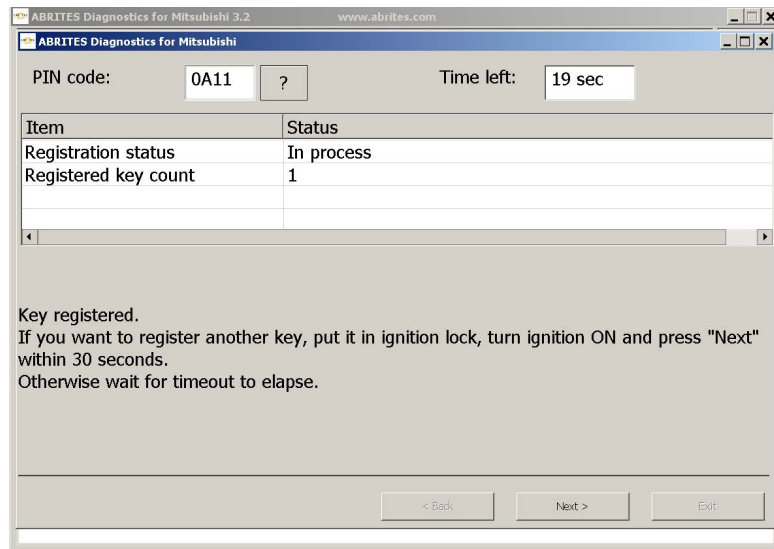 ABRITES Diagnostics for Mitsubishi 3.2 www.abrites.com
ABRITES Diagnostics for Mitsubishi
PIN code: 0A11 ? Time left: 19 sec
Item Status
Registration status In process
Registered key count 1
Key registered.
If you want to register another key, put it in ignition lock, turn ignition ON and press "Next"
within 30 seconds.
Otherwise wait for timeout to elapse.
< Back Next > Exit